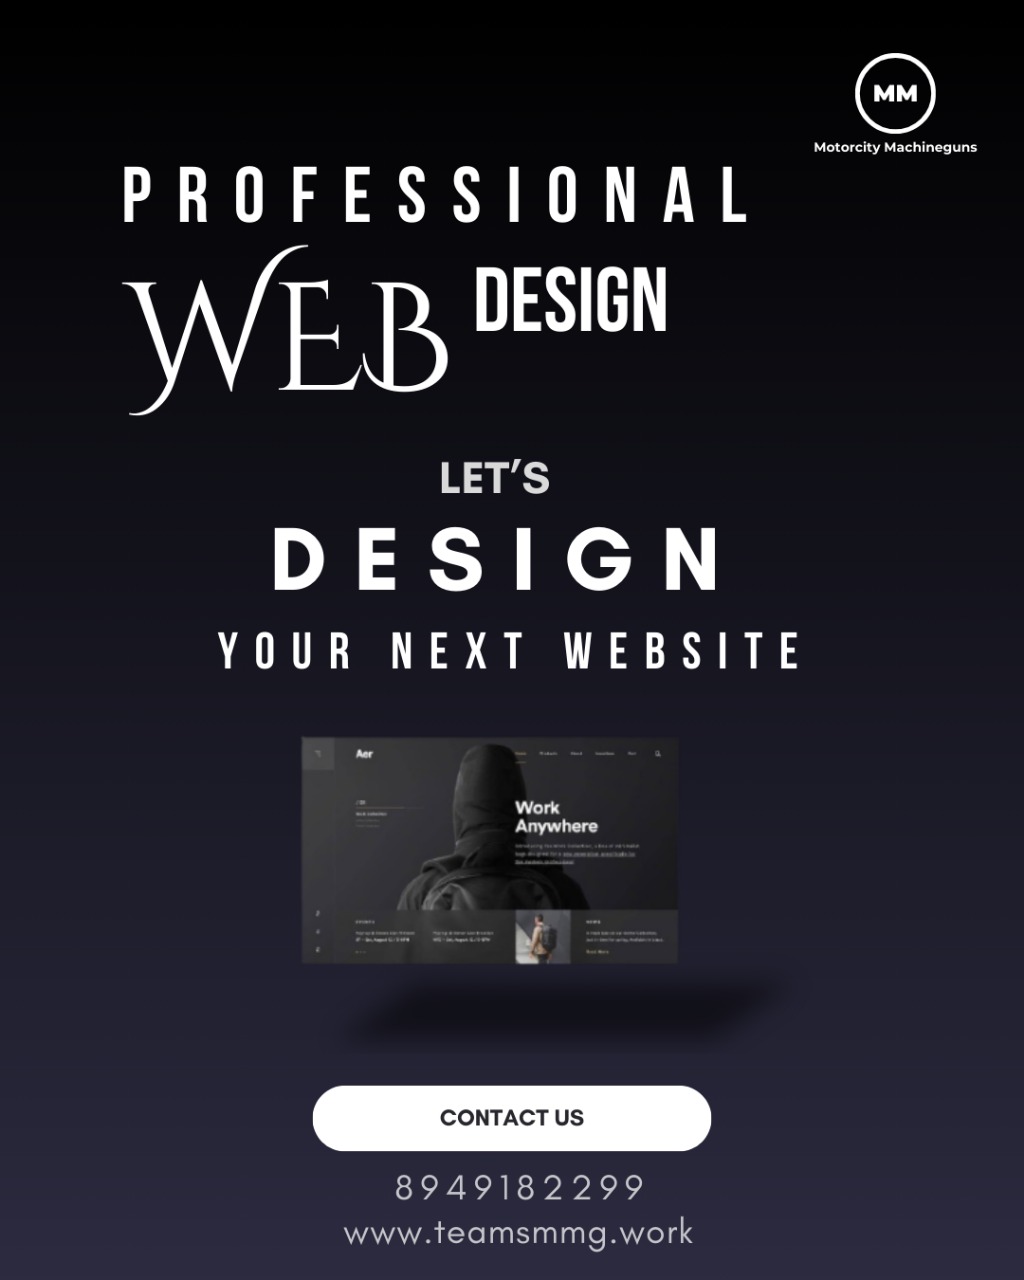 MM
Motorcity Machineguns
PROFESSIONAL
WEB DESIGN
LET'S
DESIGN
YOUR NEXT WEBSITE
Aer
Work
Anywhere
CONTACT US
8949182299
www.teamsmmg.work